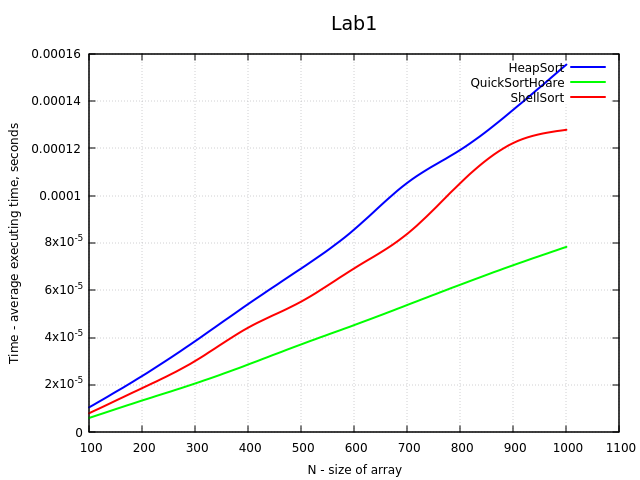 Lab1
0.00016
0.00014
0.00012
0.0001
8x10⁻⁵
6x10⁻⁵
4x10⁻⁵
2x10⁻⁵
0
Time - average executing time, seconds
HeapSort
QuickSortHoare
ShellSort
100 200 300 400 500 600 700 800 900 1000 1100
N - size of array